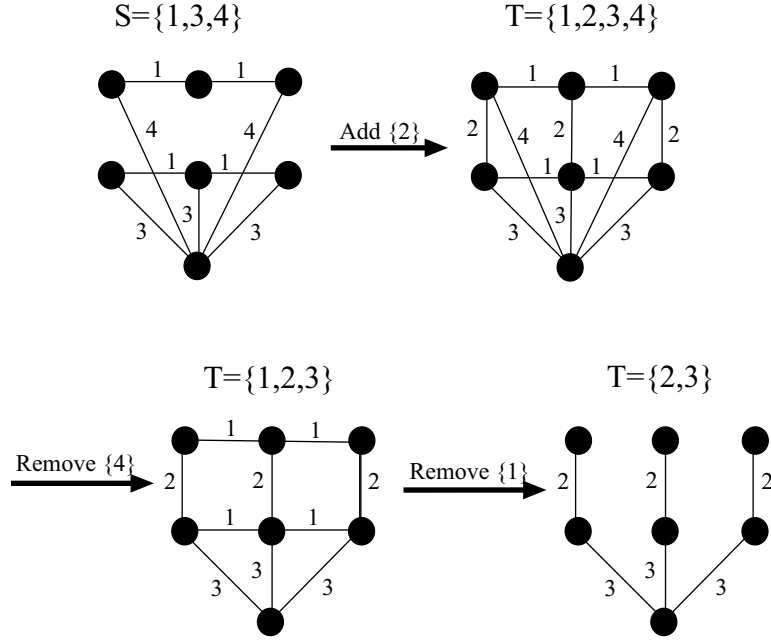 S={1,3,4}
1 1
4 4
1 1
3 3 3
Add {2}
T={1,2,3,4}
1 1
2 4 2 4 2
1 1
3 3 3
Remove {4}
T={1,2,3}
1 1
2 2 2
1 1
3 3 3
Remove {1}
T={2,3}
2 2 2
3 3 3